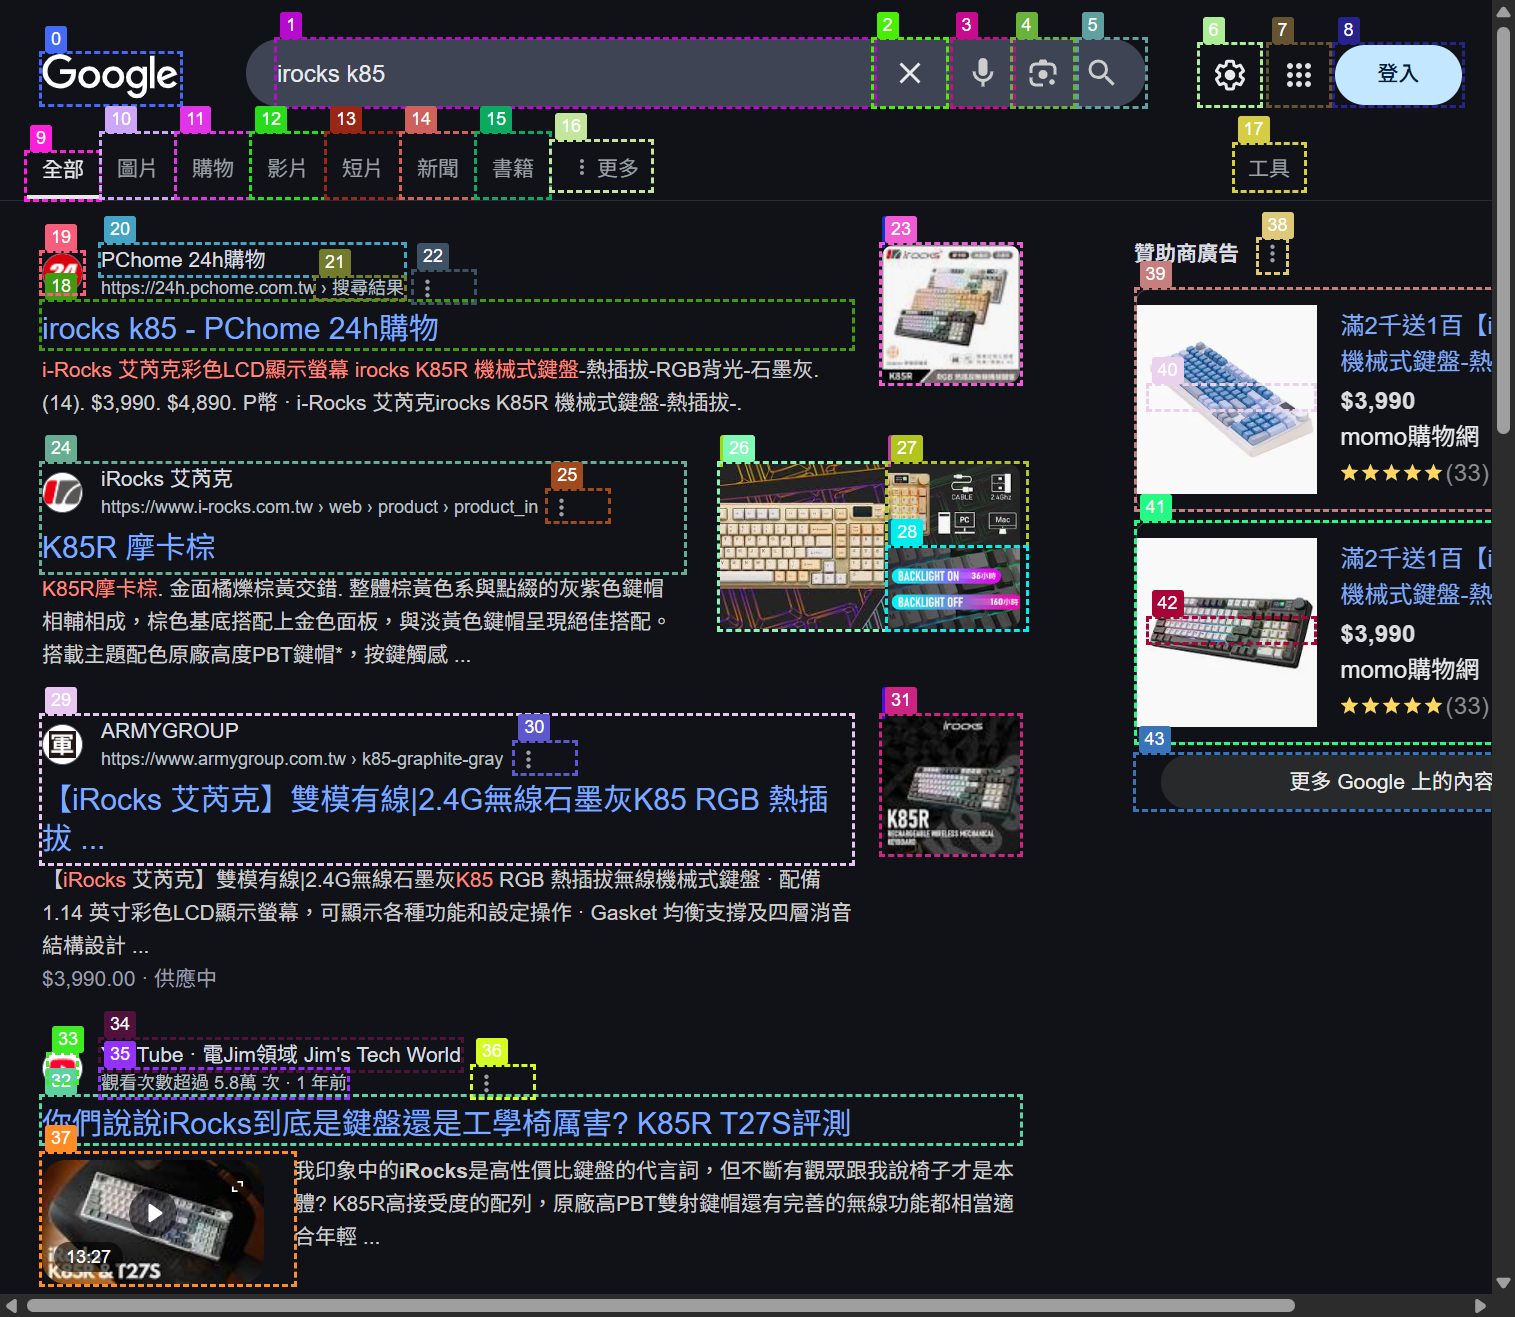 0
1
2
3
4
5
6
7
8
Google
irocks k85
登入
9
10
11
12
13
14
15
16
17
全部
圖片
購物
影片
短片
新聞
書籍
更多
工具
19
20
21
22
18
PChome 24h購物
https://24h.pchome.com.tw › 搜尋結果
irocks k85 - PChome 24h購物
i-Rocks 艾芮克彩色LCD顯示螢幕 irocks K85R 機械式鍵盤-熱插拔-RGB背光-石墨灰.
(14). $3,990. $4,890. P幣 · i-Rocks 艾芮克irocks K85R 機械式鍵盤-熱插拔-.
23
irocks
K85R
24
25
iRocks 艾芮克
https://www.i-rocks.com.tw › web › product › product_in
K85R 摩卡棕
K85R摩卡棕. 金面橘爍棕黃交錯. 整體棕黃色系與點綴的灰紫色鍵帽
相輔相成，棕色基底搭配上金色面板，與淡黃色鍵帽呈現絕佳搭配。
搭載主題配色原廠高度PBT鍵帽*，按鍵觸感 ...
26
27
28
CABLE
2.4Ghz
PC
Mac
BACKLIGHT ON 36小時
BACKLIGHT OFF 160小時
29
30
ARMYGROUP
軍
https://www.armygroup.com.tw › k85-graphite-gray
【iRocks 艾芮克】雙模有線|2.4G無線石墨灰K85 RGB 熱插
拔 ...
【iRocks 艾芮克】雙模有線|2.4G無線石墨灰K85 RGB 熱插拔無線機械式鍵盤 · 配備
1.14 英寸彩色LCD顯示螢幕，可顯示各種功能和設定操作 · Gasket 均衡支撐及四層消音
結構設計 ...
$3,990.00 · 供應中
31
irocks
K85R
RECHARGEABLE WIRELESS MECHANICAL
KEYBOARD
33
34
35
32
36
Tube · 電Jim領域 Jim's Tech World
觀看次數超過 5.8萬 次 · 1 年前
你們說說iRocks到底是鍵盤還是工學椅厲害? K85R T27S評測
37
13:27
K85R & T27S
我印象中的iRocks是高性價比鍵盤的代言詞，但不斷有觀眾跟我說椅子才是本
體? K85R高接受度的配列，原廠高PBT雙射鍵帽還有完善的無線功能都相當適
合年輕 ...
38
贊助商廣告
39
40
滿2千送1百【i
機械式鍵盤-熱
$3,990
momo購物網
(33)
41
42
滿2千送1百【i
機械式鍵盤-熱
$3,990
momo購物網
(33)
43
更多 Google 上的內容